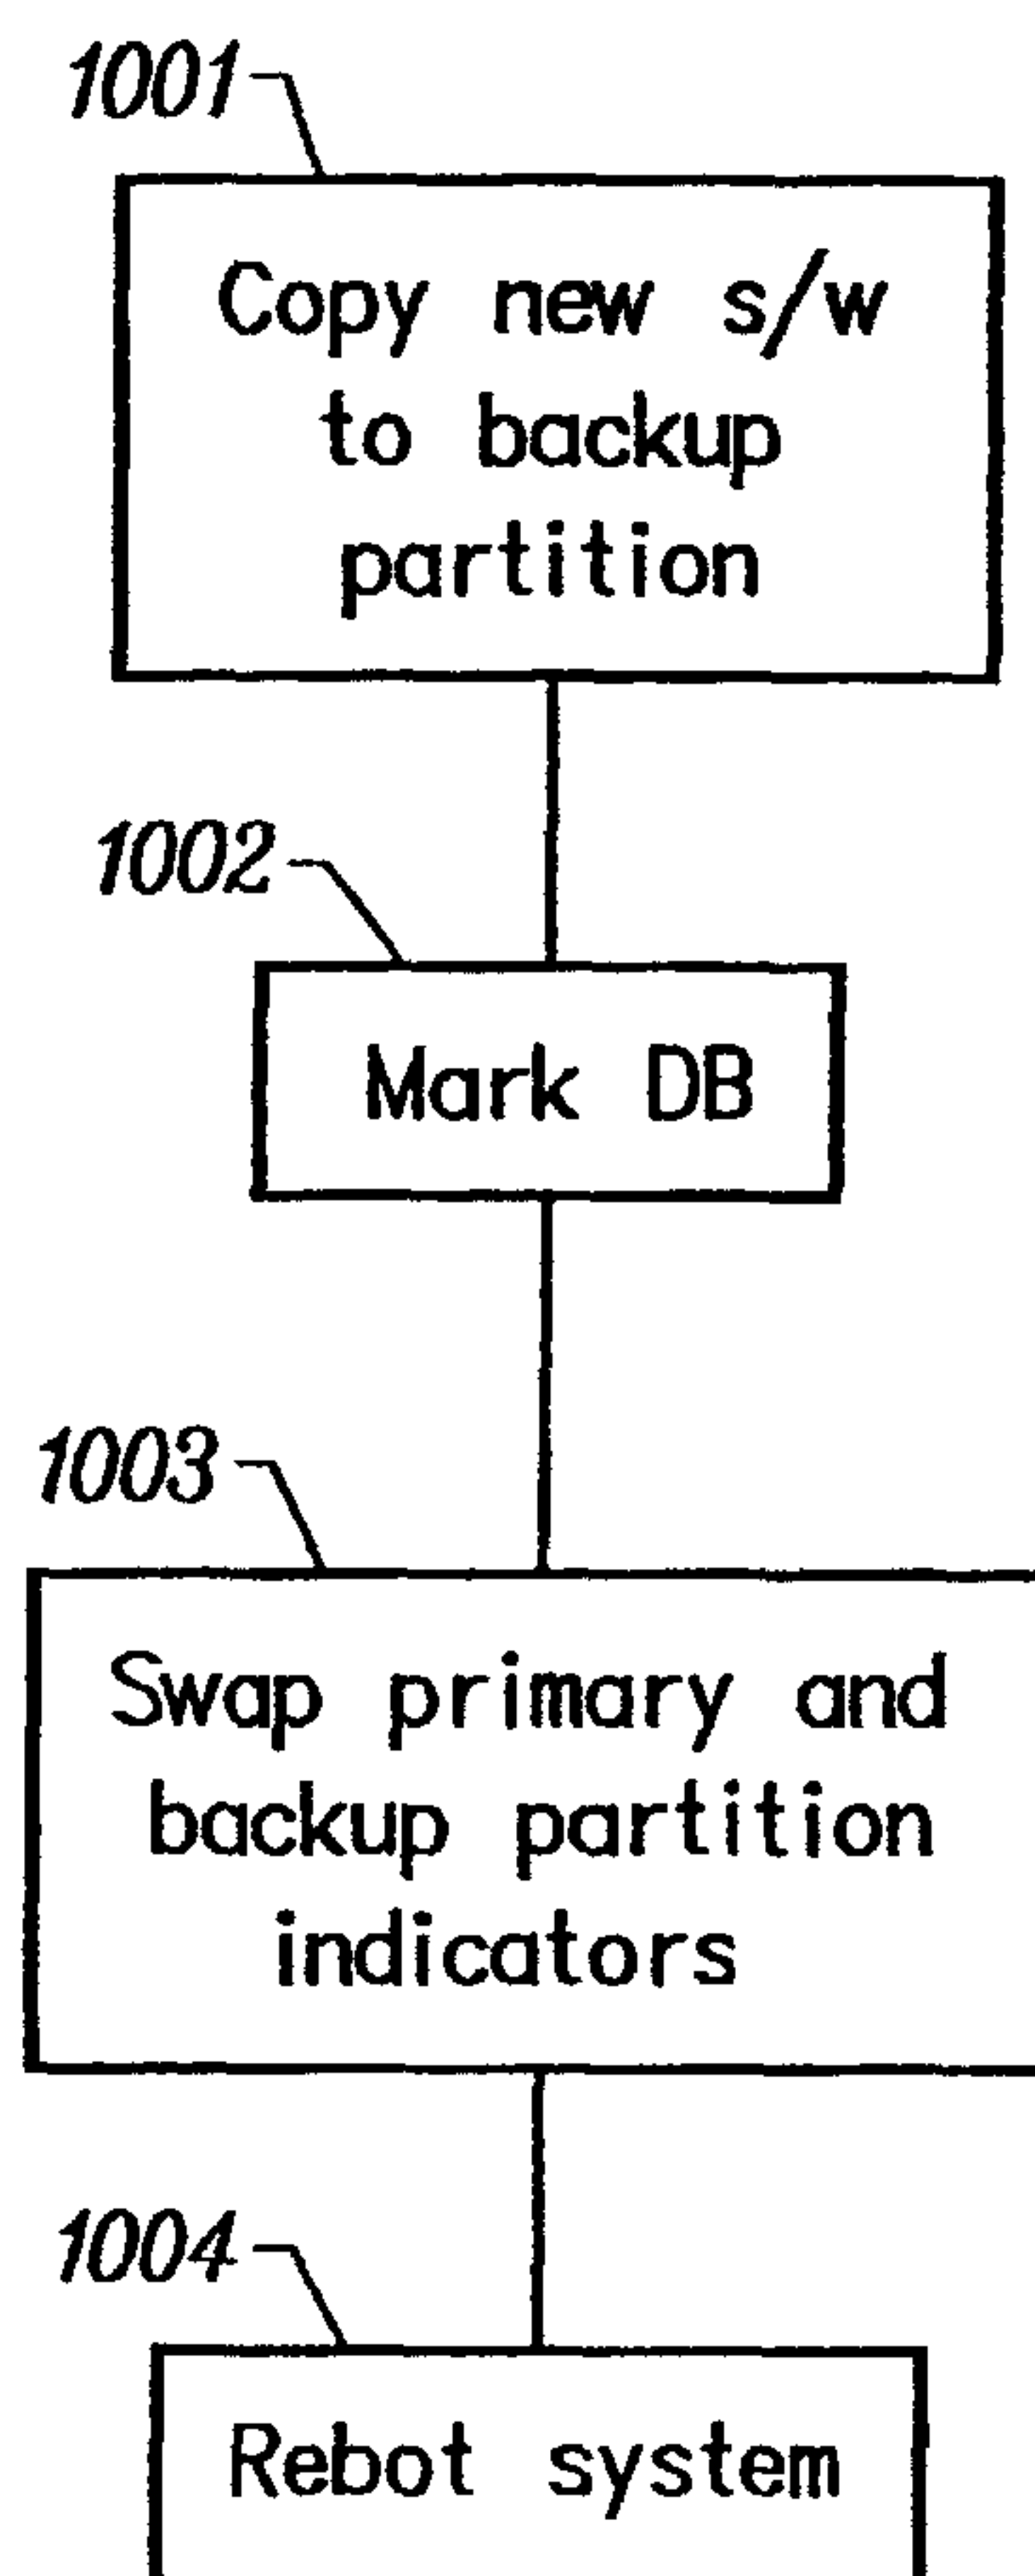 1001
Copy new s/w
to backup
partition
1002
Mark DB
1003
Swap primary and
backup partition
indicators
1004
Rebot system